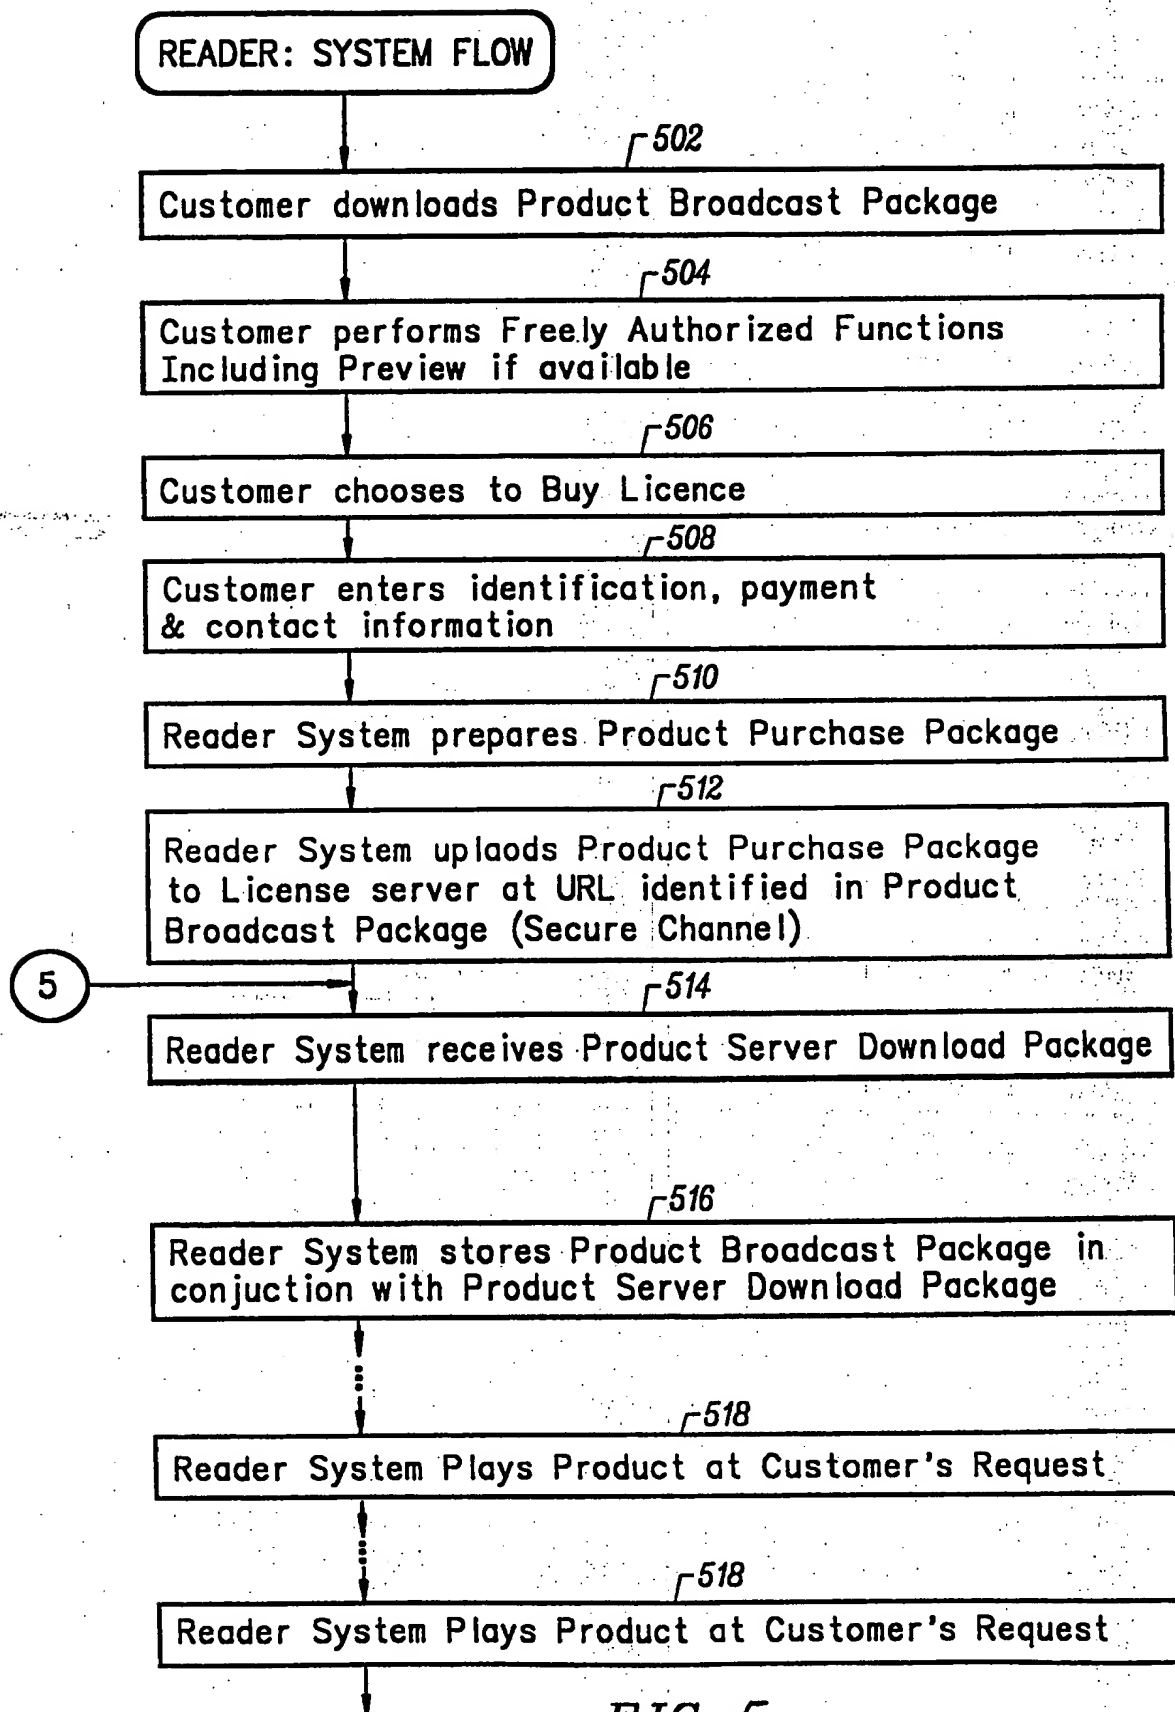 READER: SYSTEM FLOW
502
Customer downloads Product Broadcast Package
504
Customer performs Freely Authorized Functions
Including Preview if available
506
Customer chooses to Buy Licence
508
Customer enters identification, payment
& contact information
510
Reader System prepares Product Purchase Package
512
Reader System uplaods Product Purchase Package
to License server at URL identified in Product
Broadcast Package (Secure Channel)
5
514
Reader System receives Product Server Download Package
516
Reader System stores Product Broadcast Package in
conjuction with Product Server Download Package
518
Reader System Plays Product at Customer's Request
518
Reader System Plays Product at Customer's Request
FIG. 5